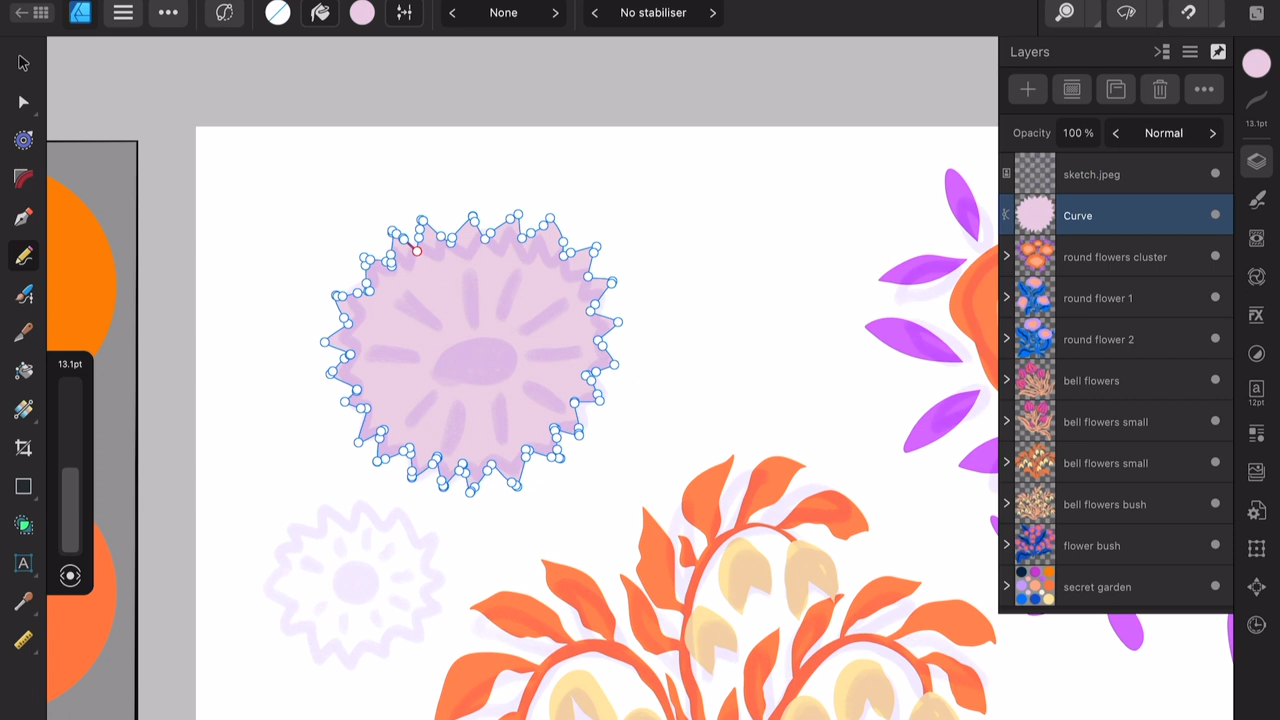 None
No stabiliser
Layers
Opacity 100 % Normal
sketch.jpeg
Curve
round flowers cluster
round flower 1
round flower 2
bell flowers
bell flowers small
bell flowers small
bell flowers bush
flower bush
secret garden
13.1pt
13.1pt
a
12pt
FX
A